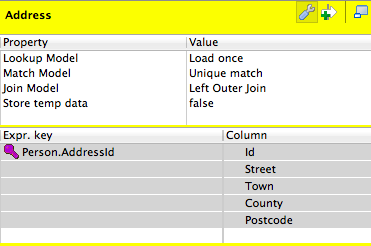 Address
Property Value
Lookup Model Load once
Match Model Unique match
Join Model Left Outer Join
Store temp data false
Expr. key Column
Person.AddressId Id
Street
Town
County
Postcode